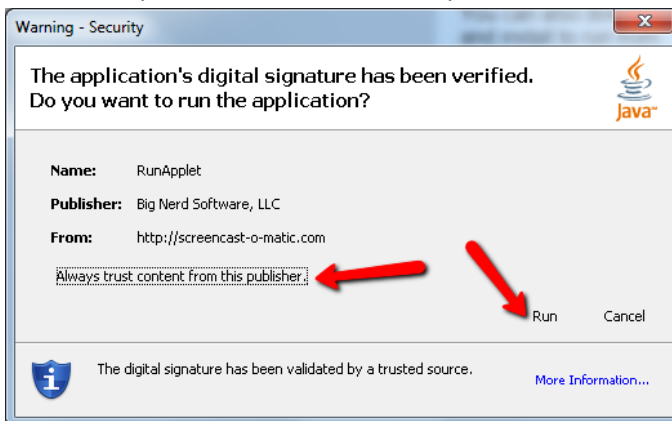 Warning - Security
The application's digital signature has been verified.
Do you want to run the application?
Java™
Name: RunApplet
Publisher: Big Nerd Software, LLC
From: http://screencast-o-matic.com
Always trust content from this publisher.
Run Cancel
The digital signature has been validated by a trusted source.
More Information...